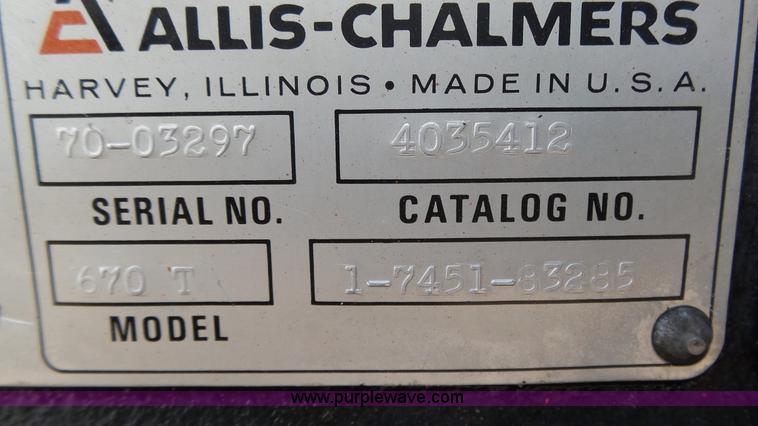 ALLIS-CHALMERS
HARVEY, ILLINOIS • MADE IN U.S.A.
70-03297 4035412
SERIAL NO. CATALOG NO.
670 T 1-7451-83285
MODEL
www.purplewave.com